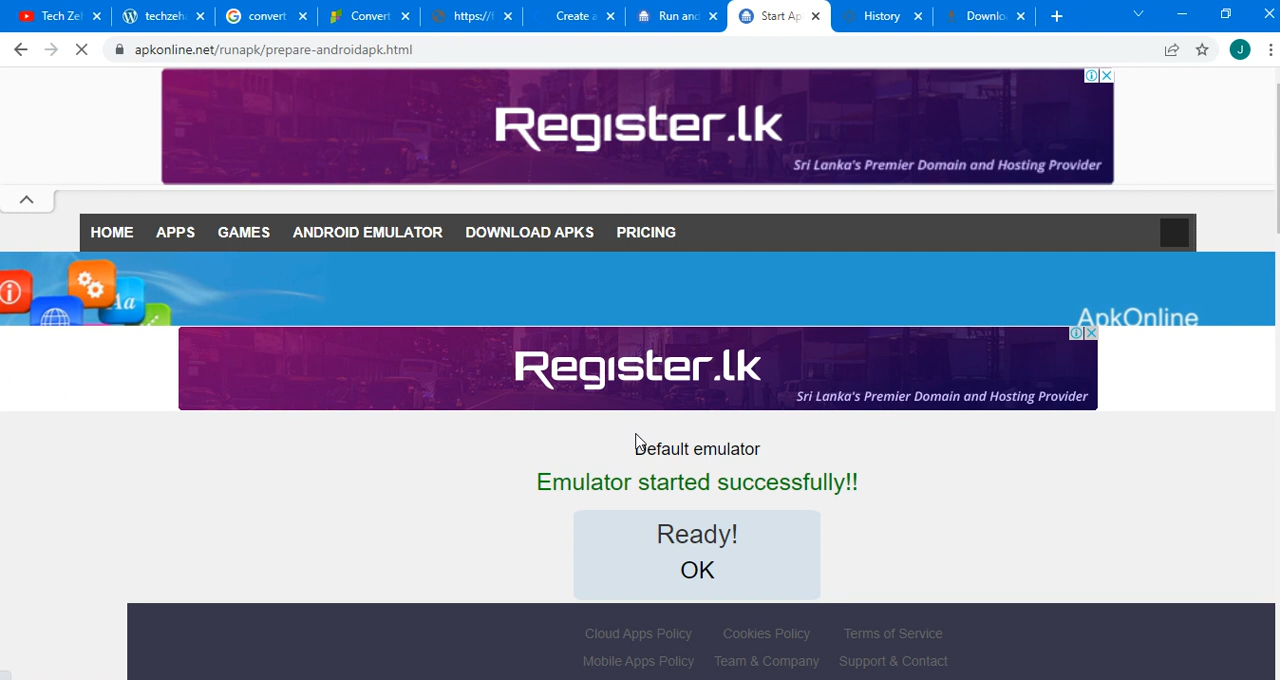 Tech Zel
techzeh
convert
Convert
https://
Create a
Run and
Start Ap
History
Downlo
apkonline.net/runapk/prepare-androidapk.html
J
Register.lk
Sri Lanka's Premier Domain and Hosting Provider
HOME APPS GAMES ANDROID EMULATOR DOWNLOAD APKS PRICING
Aa
ApkOnline
Register.lk
Sri Lanka's Premier Domain and Hosting Provider
Default emulator
Emulator started successfully!!
Ready!
OK
Cloud Apps Policy Cookies Policy Terms of Service
Mobile Apps Policy Team & Company Support & Contact